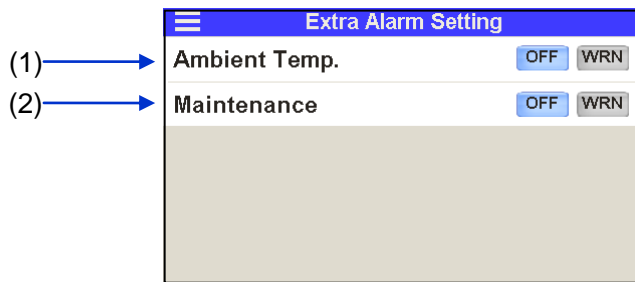 Extra Alarm Setting
(1) Ambient Temp. OFF WRN
(2) Maintenance OFF WRN